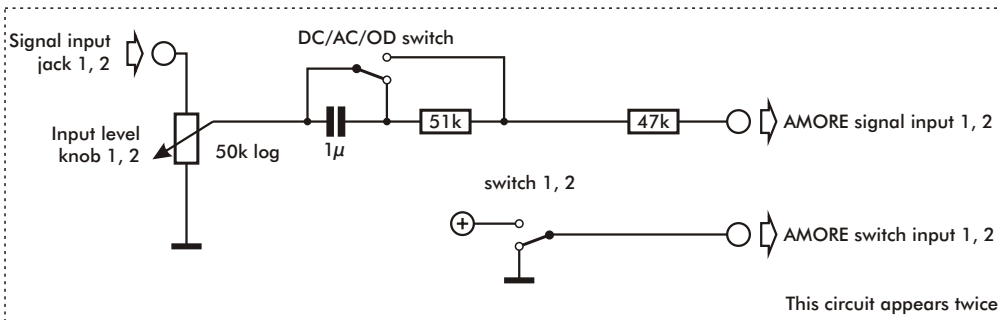 Signal input
jack 1, 2
DC/AC/OD switch
Input level
knob 1, 2
50k log
1µ
51k
47k
AMORE signal input 1, 2
switch 1, 2
+
AMORE switch input 1, 2
This circuit appears twice